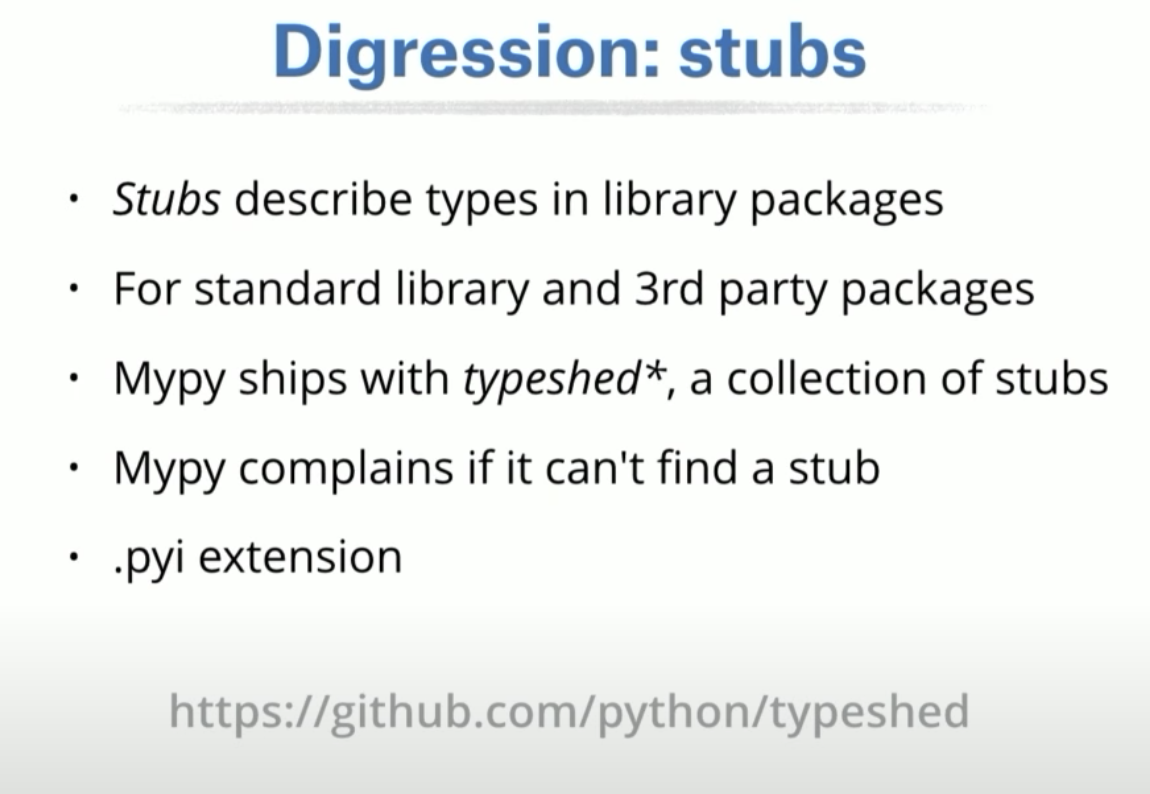 Digression: stubs
• Stubs describe types in library packages
• For standard library and 3rd party packages
• Mypy ships with typeshed*, a collection of stubs
• Mypy complains if it can't find a stub
• .pyi extension
https://github.com/python/typeshed